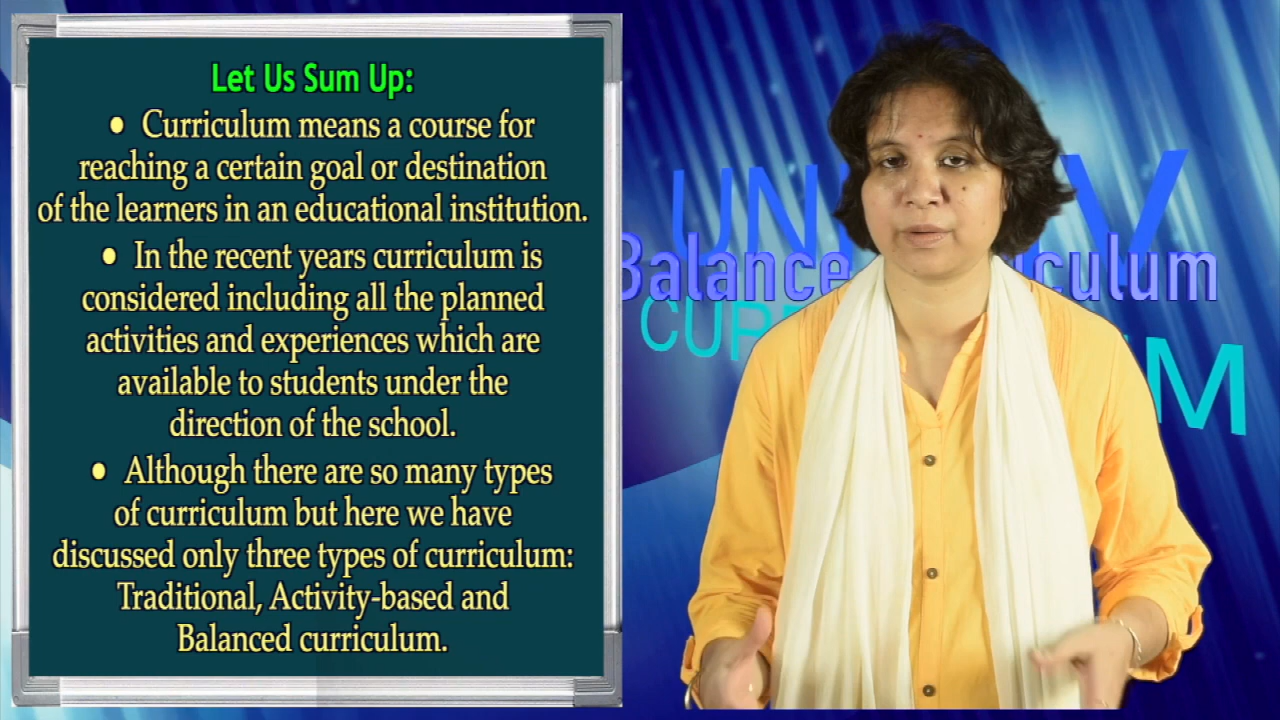 Let Us Sum Up:
• Curriculum means a course for
reaching a certain goal or destination
of the learners in an educational institution.
• In the recent years curriculum is
considered including all the planned
activities and experiences which are
available to students under the
direction of the school.
• Although there are so many types
of curriculum but here we have
discussed only three types of curriculum:
Traditional, Activity-based and
Balanced curriculum.
Balance